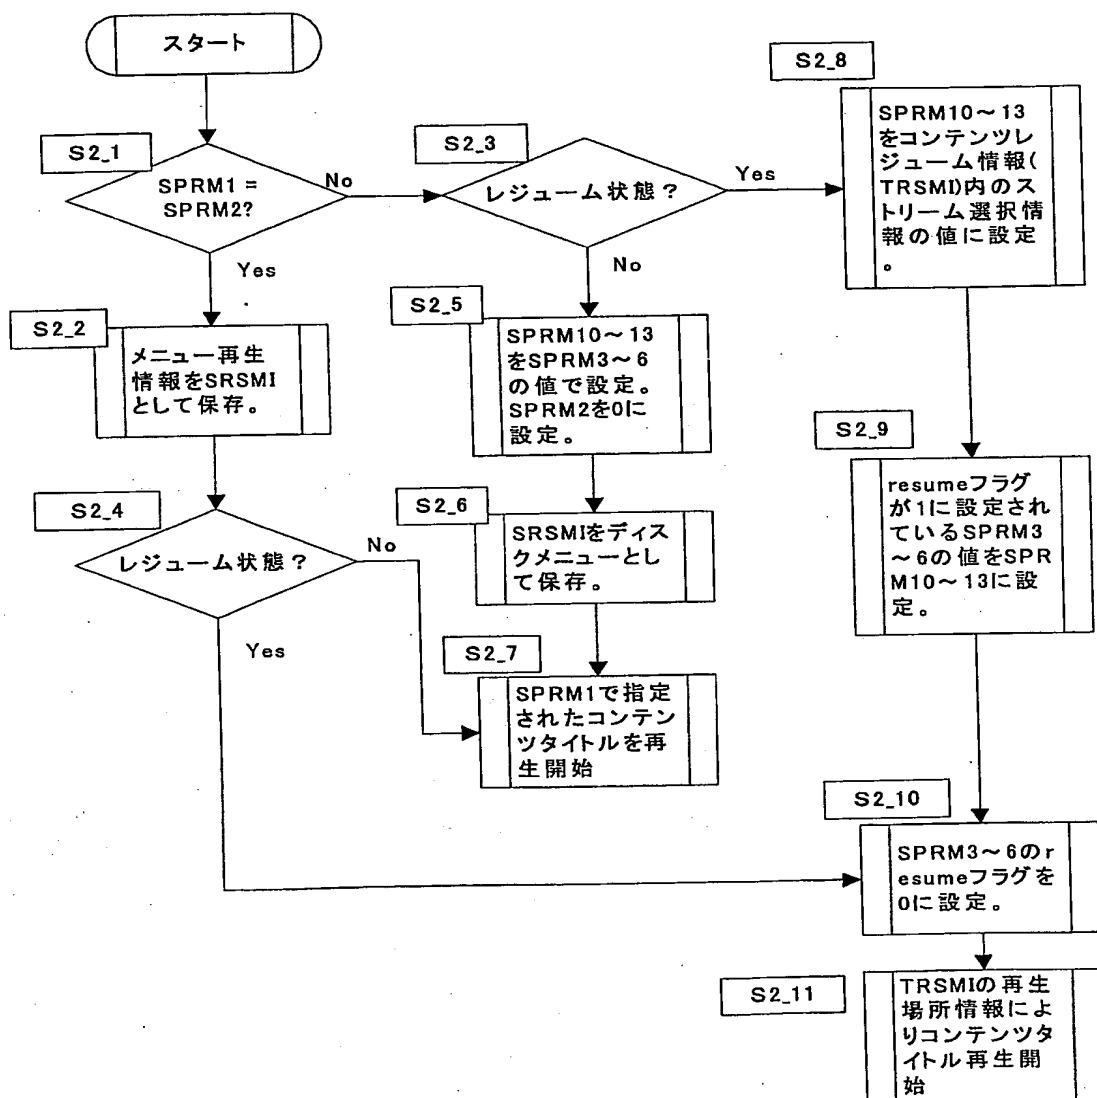 スタート
S2_1
SPRM1 =
SPRM2?
No
Yes
S2_3
レジューム状態？
Yes
No
S2_8
SPRM10～13
をコンテンツレ
ジューム情報(
TRSMI)内のス
トリーム選択情
報の値に設定
。
S2_2
メニュー再生
情報をSRSMI
として保存。
S2_5
SPRM10～13
をSPRM3～6
の値で設定。
SPRM2を0に
設定。
S2_9
resumeフラグ
が1に設定され
ているSPRM3
～6の値をSPR
M10～13に設
定。
S2_4
レジューム状態？
No
Yes
S2_6
SRSMIをディス
クメニューとし
て保存。
S2_7
SPRM1で指定
されたコンテン
ツタイトルを再
生開始
S2_10
SPRM3～6のr
esumeフラグを
0に設定。
S2_11
TRSMIの再生
場所情報によ
りコンテンツタ
イトル再生開
始